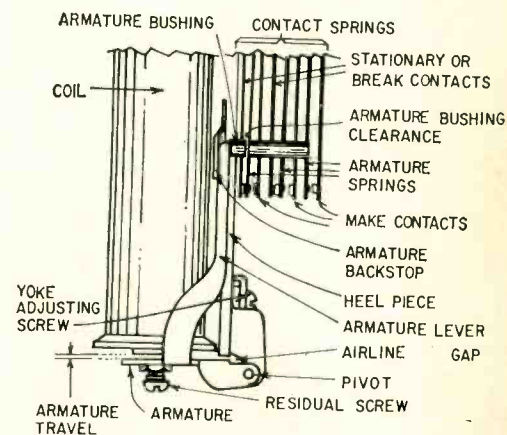 ARMATURE BUSHING
CONTACT SPRINGS
STATIONARY OR
BREAK CONTACTS
COIL
ARMATURE BUSHING
CLEARANCE
ARMATURE
SPRINGS
MAKE CONTACTS
ARMATURE
BACKSTOP
HEEL PIECE
YOKE
ADJUSTING
SCREW
ARMATURE LEVER
AIRLINE GAP
PIVOT
RESIDUAL SCREW
ARMATURE
ARMATURE
TRAVEL